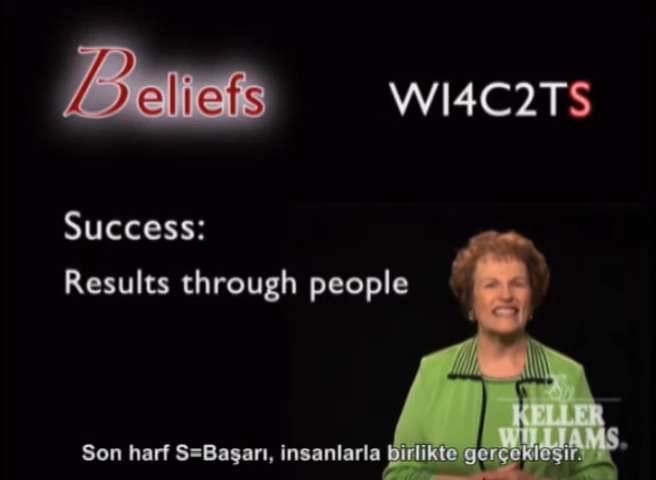 Beliefs
WI4C2TS
Success:
Results through people
KELLER
WILLIAMS®
Son harf S=Başarı, insanlarla birlikte gerçekleşir.